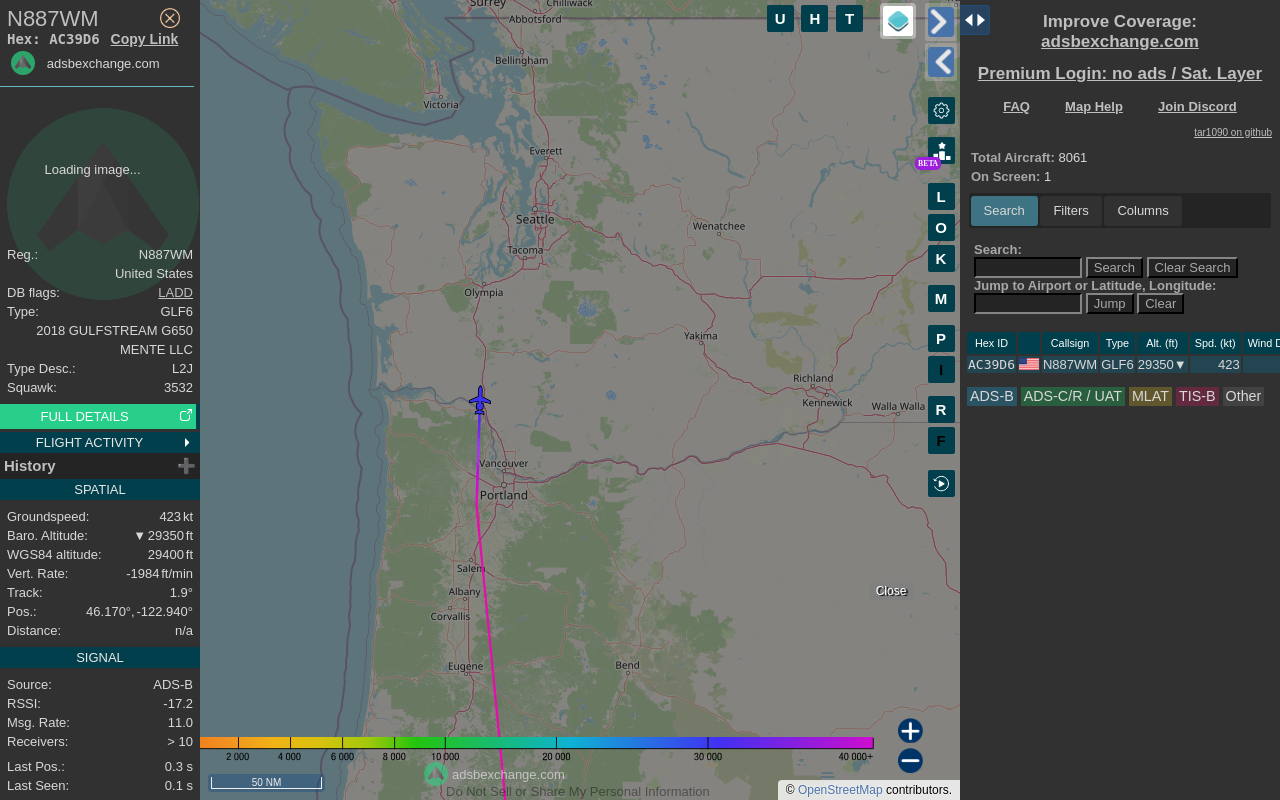 N887WM
Hex: AC39D6 Copy Link
adsbexchange.com
Loading image...
Reg.: N887WM
United States
DB flags: LADD
Type: GLF6
2018 GULFSTREAM G650
MENTE LLC
Type Desc.: L2J
Squawk: 3532
FULL DETAILS
FLIGHT ACTIVITY
History
SPATIAL
Groundspeed: 423 kt
Baro. Altitude: ▼ 29350 ft
WGS84 altitude: 29400 ft
Vert. Rate: -1984 ft/min
Track: 1.9°
Pos.: 46.170°, -122.940°
Distance: n/a
SIGNAL
Source: ADS-B
RSSI: -17.2
Msg. Rate: 11.0
Receivers: > 10
Last Pos.: 0.3 s
Last Seen: 0.1 s
Surrey
Chilliwack
Abbotsford
Bellingham
Victoria
Everett
Seattle
Wenatchee
Tacoma
Olympia
Yakima
Richland
Kennewick
Walla Walla
Vancouver
Portland
Salem
Albany
Corvallis
Eugene
Bend
U H T
BETA
L
O
K
M
P
I
R
F
Close
2 000 4 000 6 000 8 000 10 000 20 000 30 000 40 000+
50 NM
adsbexchange.com
Do Not Sell or Share My Personal Information
© OpenStreetMap contributors.
Improve Coverage:
adsbexchange.com
Premium Login: no ads / Sat. Layer
FAQ Map Help Join Discord
tar1090 on github
Total Aircraft: 8061
On Screen: 1
Search Filters Columns
Search:
Search Clear Search
Jump to Airport or Latitude, Longitude:
Jump Clear
Hex ID Callsign Type Alt. (ft) Spd. (kt) Wind D
AC39D6 N887WM GLF6 29350▼ 423
ADS-B ADS-C/R / UAT MLAT TIS-B Other